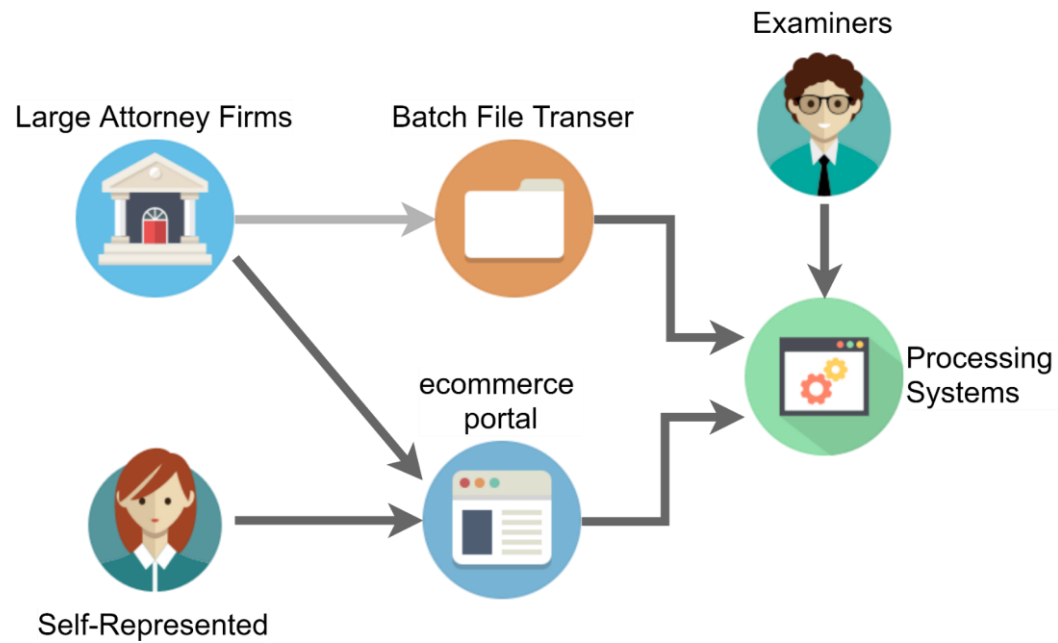 Examiners
Large Attorney Firms
Batch File Transer
ecommerce
portal
Processing
Systems
Self-Represented